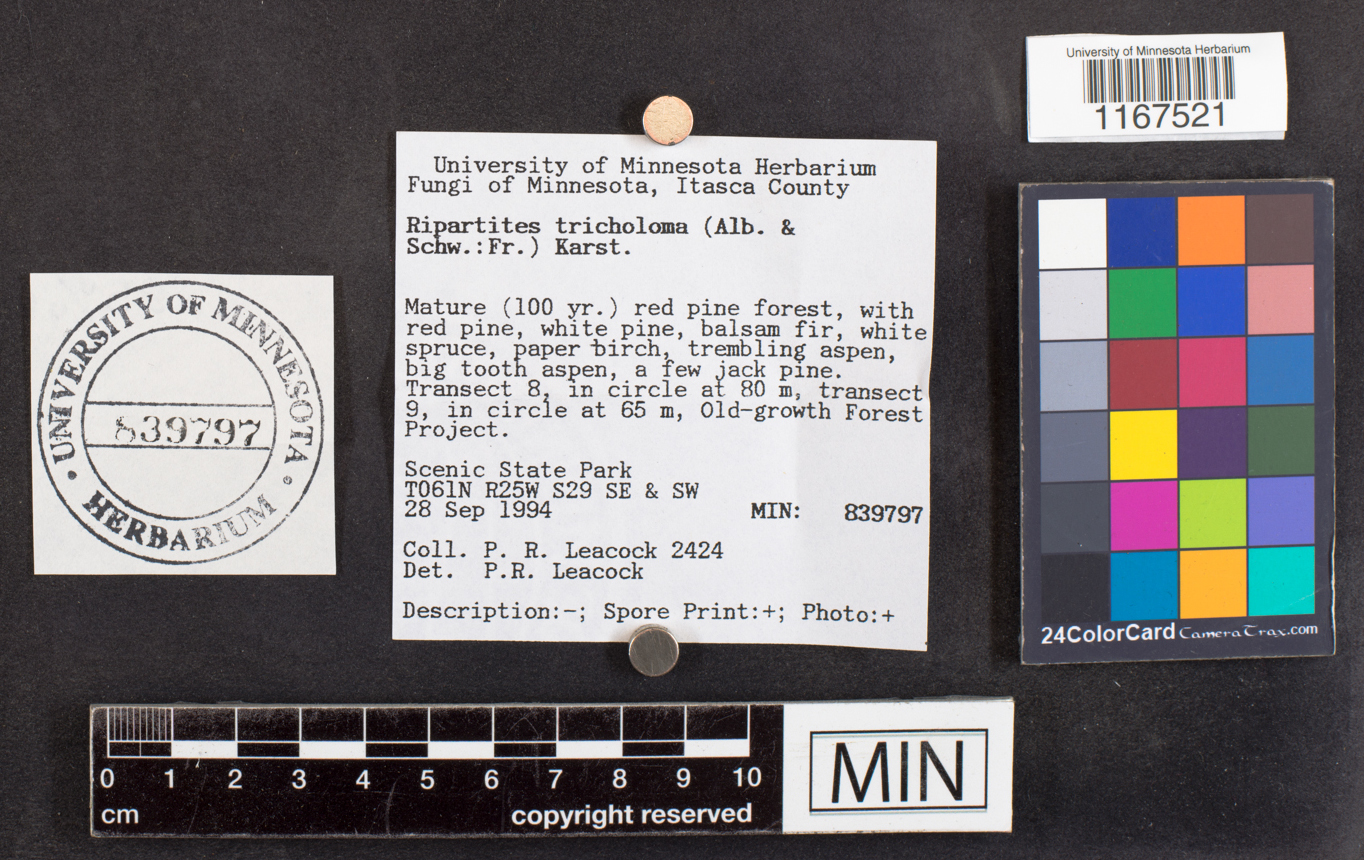 University of Minnesota Herbarium
1167521
University of Minnesota Herbarium
Fungi of Minnesota, Itasca County
Ripartites tricholoma (Alb. &
Schw.:Fr.) Karst.
Mature (100 yr.) red pine forest, with
red pine, white pine, balsam fir, white
spruce, paper birch, trembling aspen,
big tooth aspen, a few jack pine.
Transect 8, in circle at 80 m, transect
9, in circle at 65 m, Old-growth Forest
Project.
Scenic State Park
T061N R25W S29 SE & SW
28 Sep 1994 MIN: 839797
Coll. P. R. Leacock 2424
Det. P.R. Leacock
Description:-; Spore Print:+; Photo:+
UNIVERSITY OF MINNESOTA
839797
HERBARIUM
24ColorCard CameraTrax.com
0 1 2 3 4 5 6 7 8 9 10
cm copyright reserved
MIN